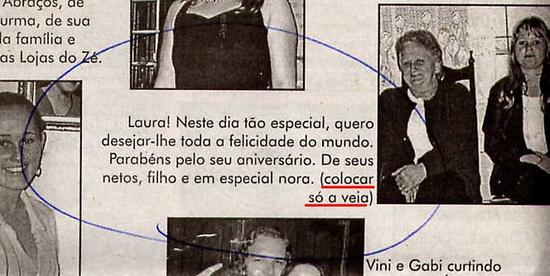 Abraços, de
urma, de sua
la família e
as Lojas do Zé.
Laura! Neste dia tão especial, quero
desejar-lhe toda a felicidade do mundo.
Parabéns pelo seu aniversário. De seus
netos, filho e em especial nora. (colocar
só a veia)
Vini e Gabi curtindo